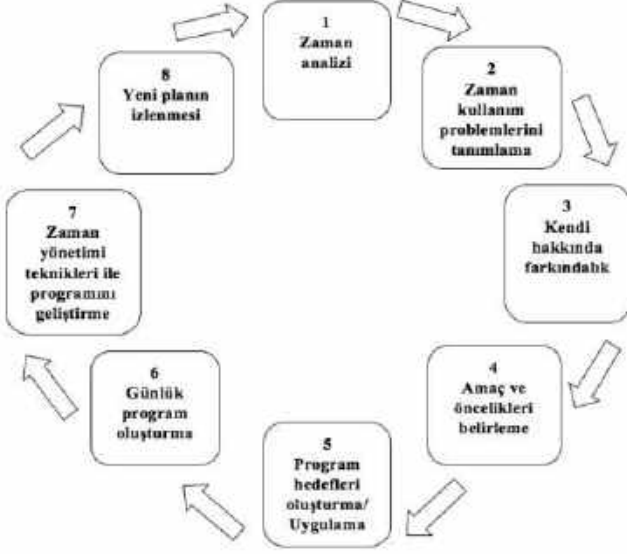 1
Zaman
analizi
2
Zaman
kullanım
problemlerini
tanımlama
3
Kendi
hakkında
farkındalık
4
Amaç ve
öncelikleri
belirleme
5
Program
hedefleri
oluşturma/
Uygulama
6
Günlük
program
oluşturma
7
Zaman
yönetimi
teknikleri ile
programını
geliştirme
8
Yeni planın
izlenmesi